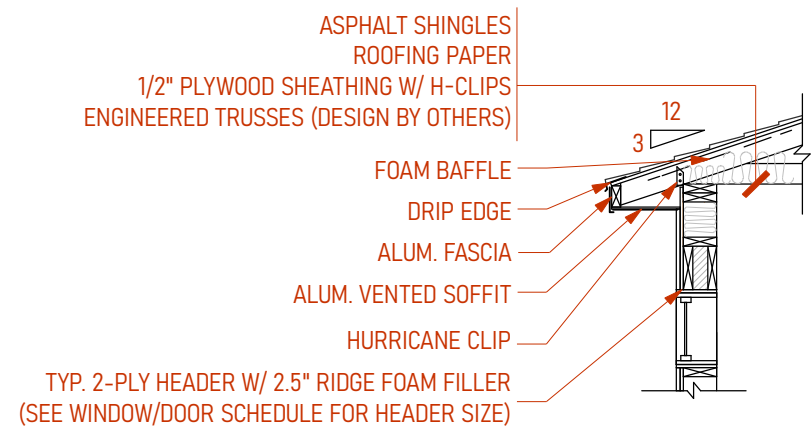 ASPHALT SHINGLES
ROOFING PAPER
1/2" PLYWOOD SHEATHING W/ H-CLIPS
ENGINEERED TRUSSES (DESIGN BY OTHERS)
12
3
FOAM BAFFLE
DRIP EDGE
ALUM. FASCIA
ALUM. VENTED SOFFIT
HURRICANE CLIP
TYP. 2-PLY HEADER W/ 2.5" RIDGE FOAM FILLER
(SEE WINDOW/DOOR SCHEDULE FOR HEADER SIZE)